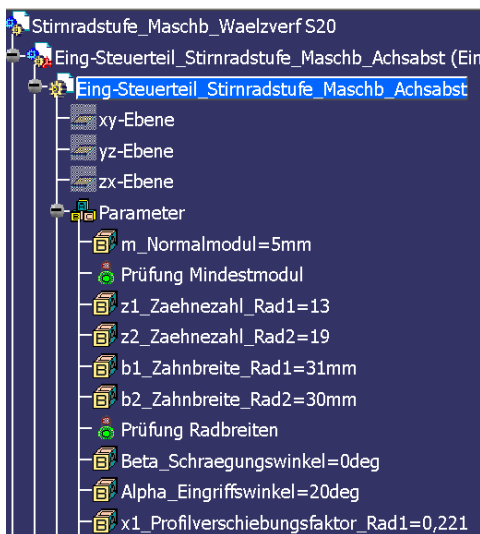 Stirnradstufe_Maschb_Waelzverf S20
Eing-Steuerteil_Stirnradstufe_Maschb_Achsabst (Ein
Eing-Steuerteil_Stirnradstufe_Maschb_Achsabst
xy-Ebene
yz-Ebene
zx-Ebene
Parameter
m_Normalmodul=5mm
Prüfung Mindestmodul
z1_Zaehnezahl_Rad1=13
z2_Zaehnezahl_Rad2=19
b1_Zahnbreite_Rad1=31mm
b2_Zahnbreite_Rad2=30mm
Prüfung Radbreiten
Beta_Schraegungswinkel=0deg
Alpha_Eingriffswinkel=20deg
x1_Profilverschiebungsfaktor_Rad1=0,221